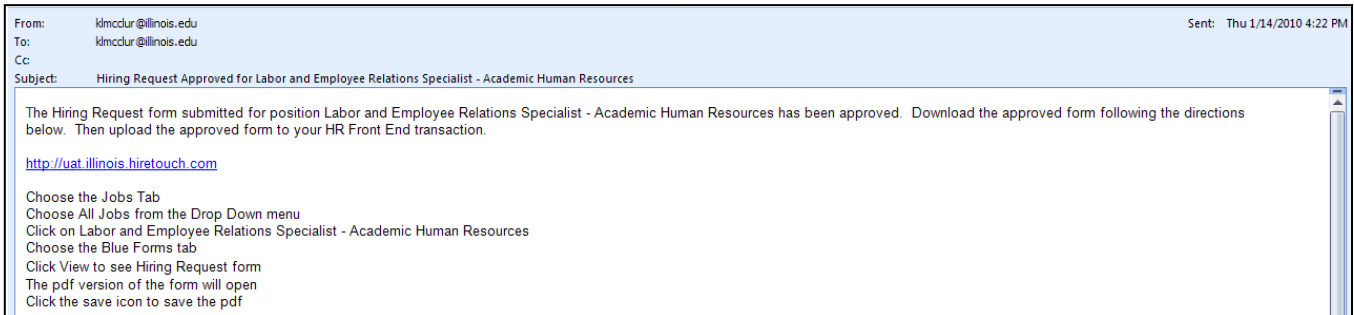 From: klmcclur@illinois.edu Sent: Thu 1/14/2010 4:22 PM
To: klmcclur@illinois.edu
Cc:
Subject: Hiring Request Approved for Labor and Employee Relations Specialist - Academic Human Resources
The Hiring Request form submitted for position Labor and Employee Relations Specialist - Academic Human Resources has been approved. Download the approved form following the directions
below. Then upload the approved form to your HR Front End transaction.
http://uat.illinois.hiretouch.com
Choose the Jobs Tab
Choose All Jobs from the Drop Down menu
Click on Labor and Employee Relations Specialist - Academic Human Resources
Choose the Blue Forms tab
Click View to see Hiring Request form
The pdf version of the form will open
Click the save icon to save the pdf